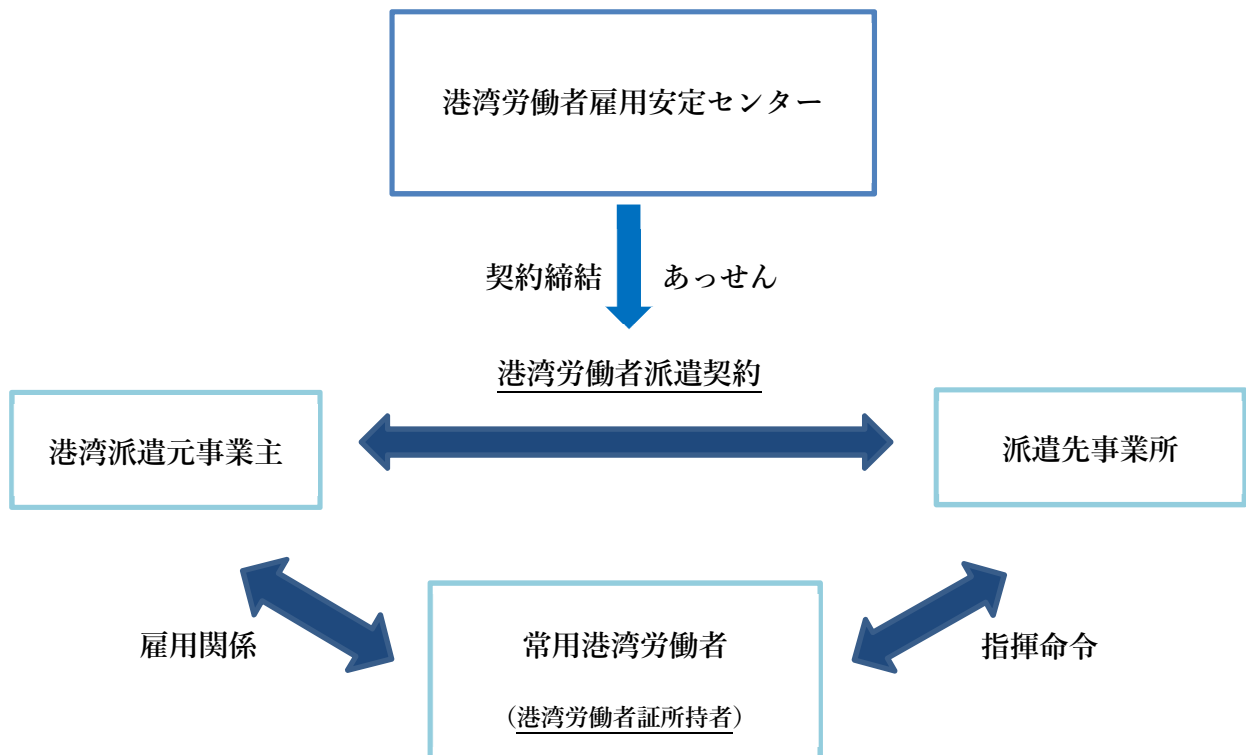 港湾労働者雇用安定センター
契約締結 あっせん
港湾労働者派遣契約
港湾派遣元事業主
派遣先事業所
雇用関係
常用港湾労働者
指揮命令
（港湾労働者証所持者）